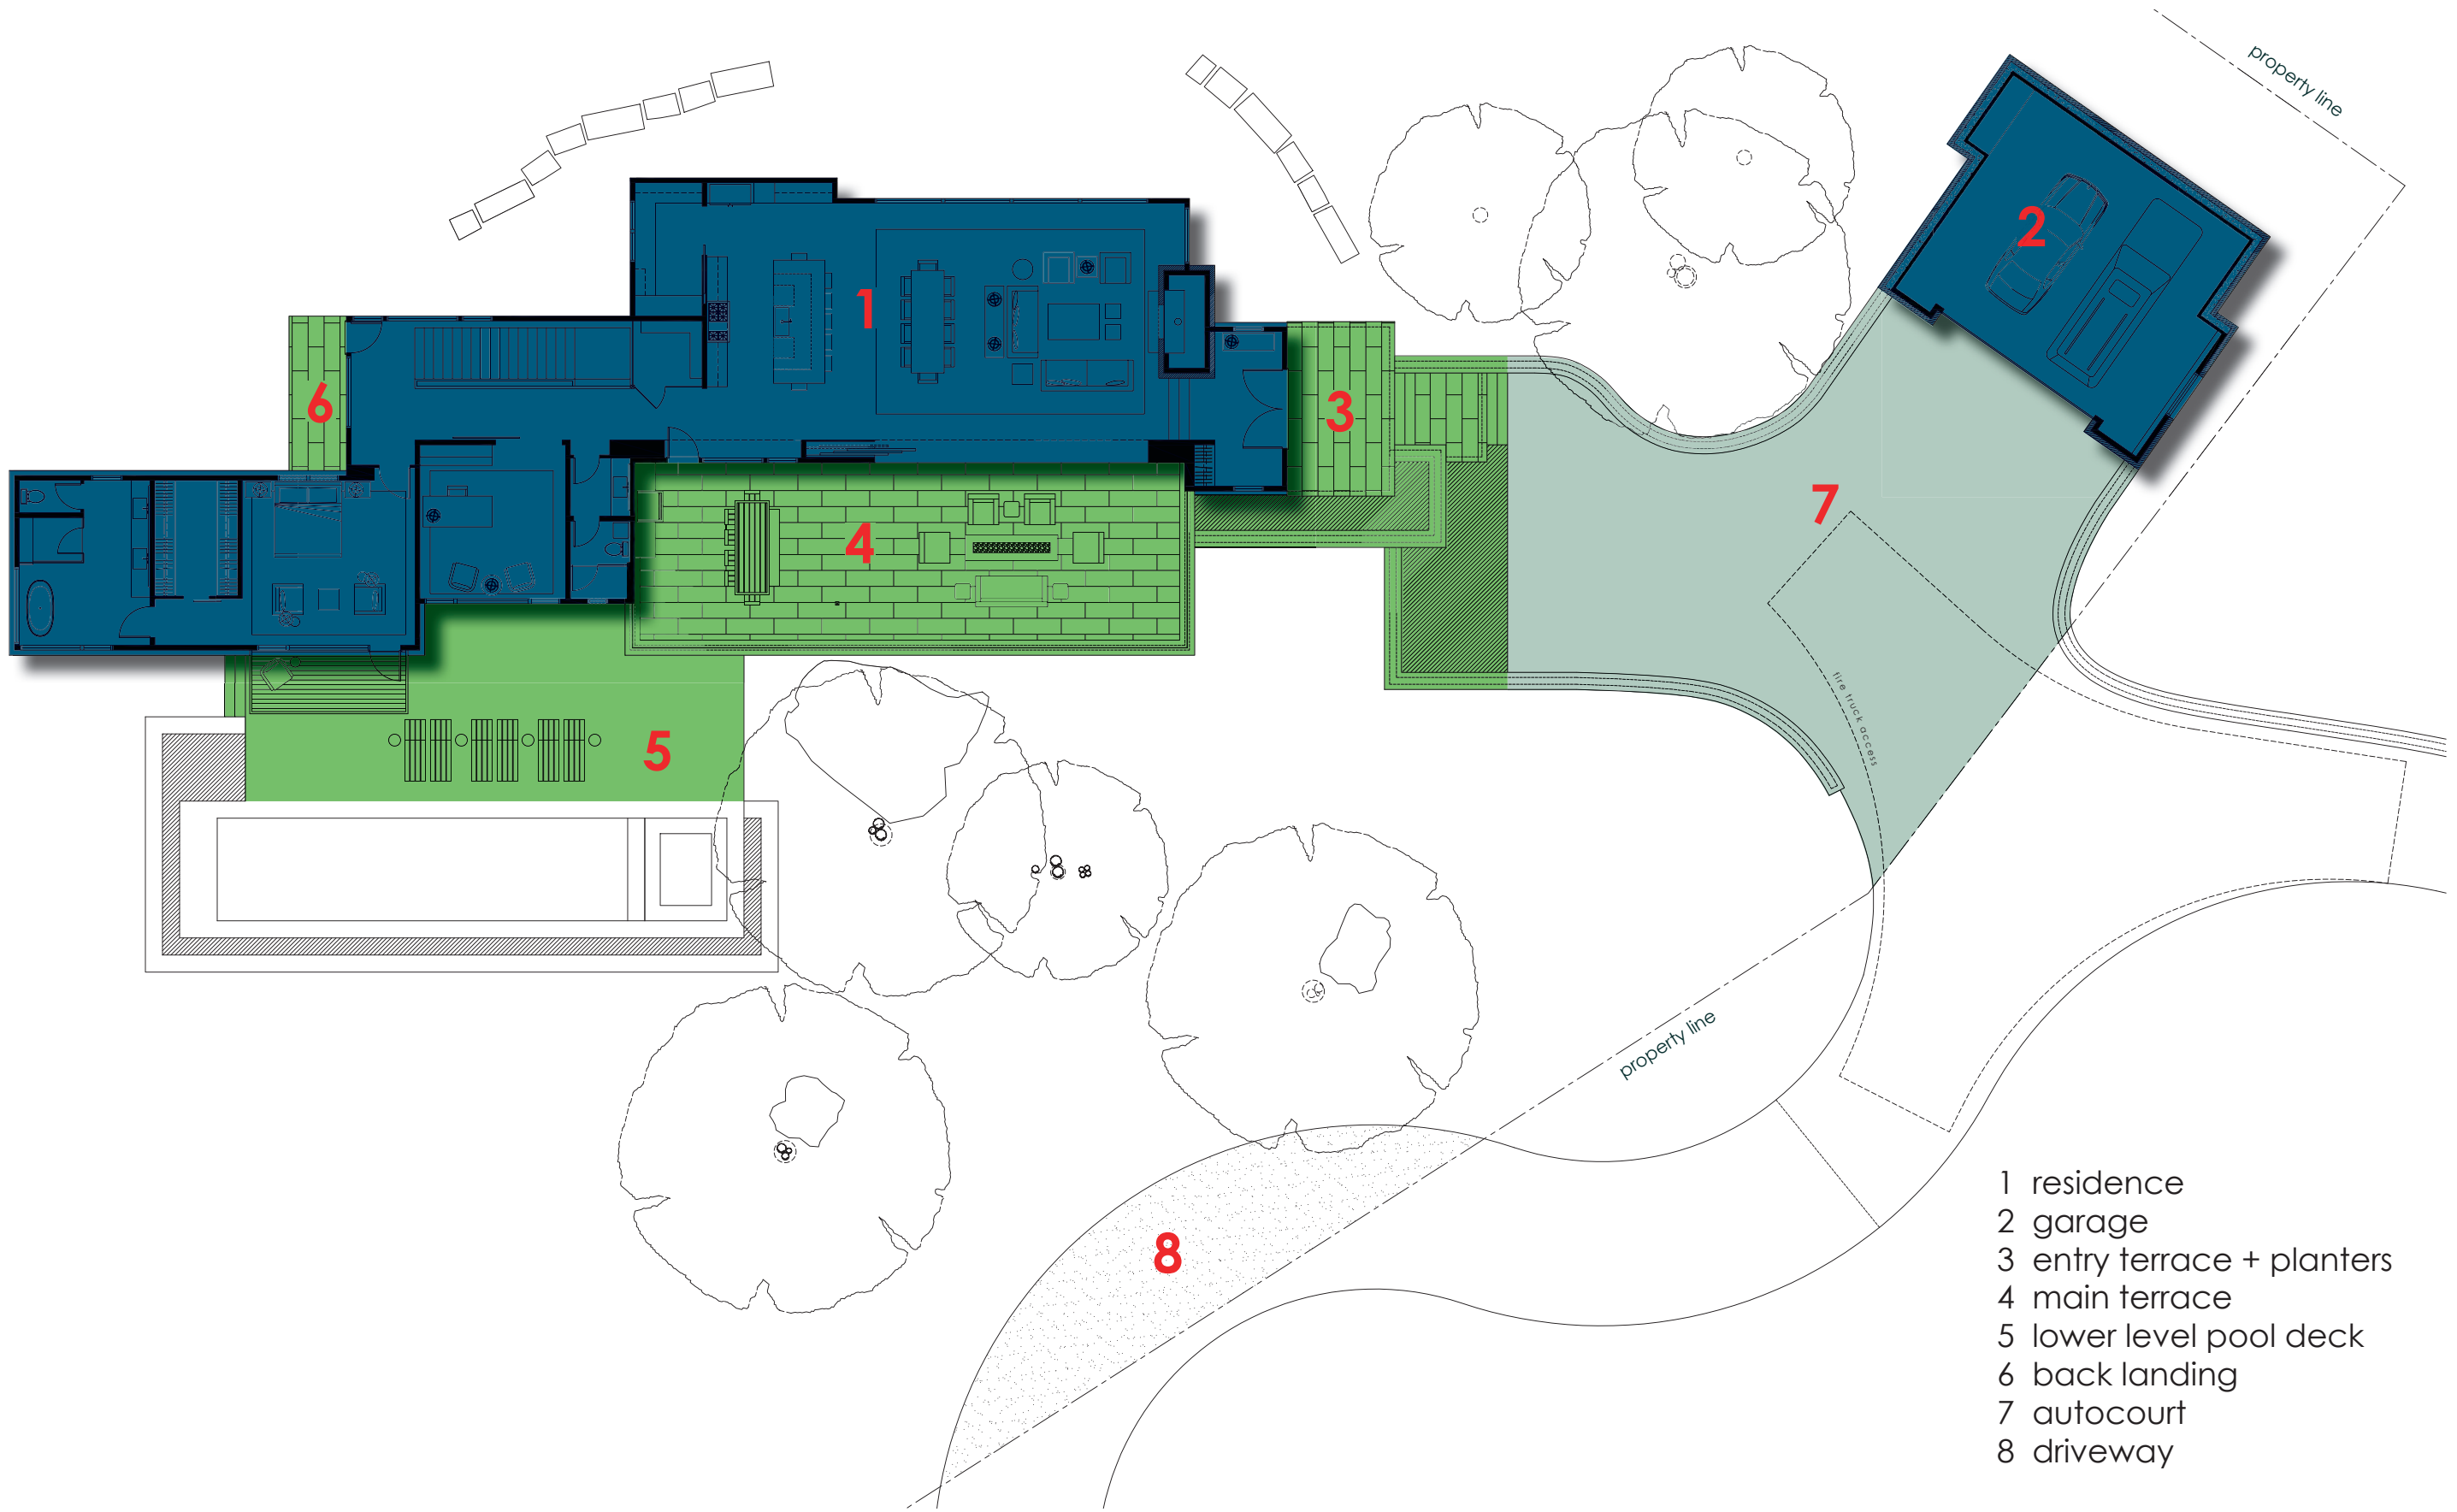 property line
2
1
3
6
7
4
fire truck access
5
property line
8
1 residence
2 garage
3 entry terrace + planters
4 main terrace
5 lower level pool deck
6 back landing
7 autocourt
8 driveway